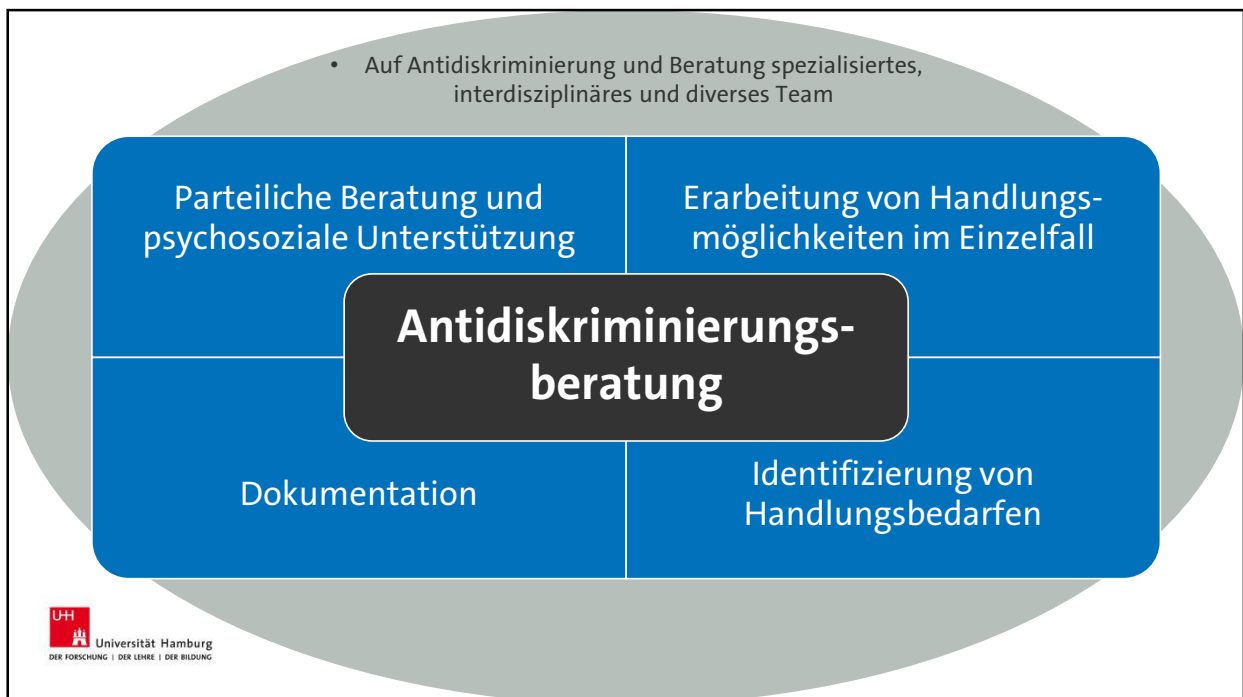 • Auf Antidiskriminierung und Beratung spezialisiertes,
interdisziplinäres und diverses Team
Parteiliche Beratung und
psychosoziale Unterstützung
Erarbeitung von Handlungs-
möglichkeiten im Einzelfall
Antidiskriminierungs-
beratung
Dokumentation
Identifizierung von
Handlungsbedarfen
UH
Universität Hamburg
DER FORSCHUNG | DER LEHRE | DER BILDUNG